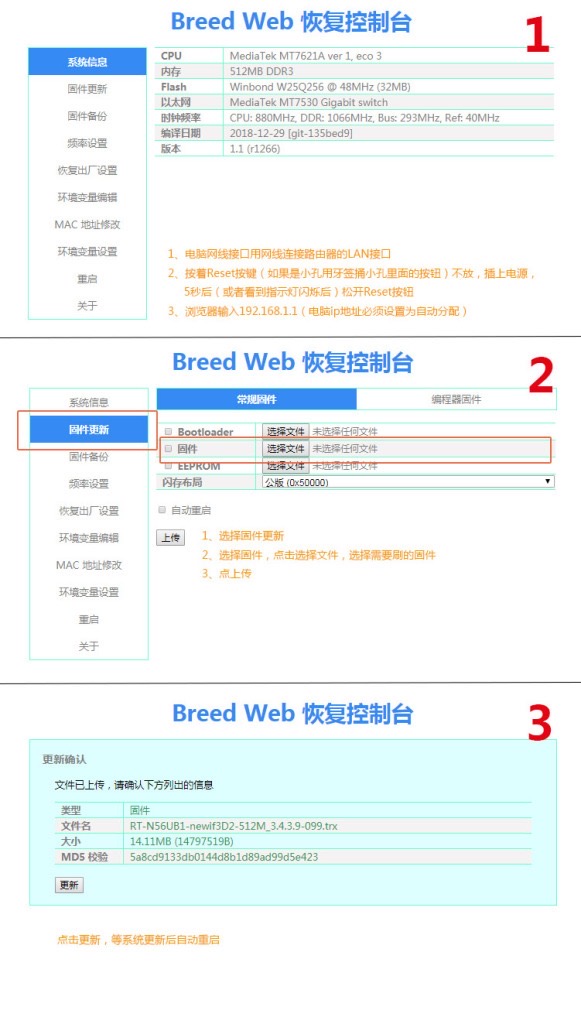 Breed Web 恢复控制台
1
系统信息
固件更新
固件备份
频率设置
恢复出厂设置
环境变量编辑
MAC 地址修改
环境变量设置
重启
关于
CPU MediaTek MT7621A ver 1, eco 3
内存 512MB DDR3
Flash Winbond W25Q256 @ 48MHz (32MB)
以太网 MediaTek MT7530 Gigabit switch
时钟频率 CPU: 880MHz, DDR: 1066MHz, Bus: 293MHz, Ref: 40MHz
编译日期 2018-12-29 [git-135bed9]
版本 1.1 (r1266)
1、电脑网线接口用网线连接路由器的LAN接口
2、按着Reset按键（如果是小孔用牙签捅小孔里面的按钮）不放，插上电源，
5秒后（或者看到指示灯闪烁后）松开Reset按钮
3、浏览器输入192.168.1.1（电脑ip地址必须设置为自动分配）
Breed Web 恢复控制台
2
系统信息
固件更新
固件备份
频率设置
恢复出厂设置
环境变量编辑
MAC 地址修改
环境变量设置
重启
关于
常规固件 编程器固件
Bootloader 选择文件 未选择任何文件
固件 选择文件 未选择任何文件
EEPROM 选择文件 未选择任何文件
闪存布局 公版 (0x50000)
自动重启
上传
1、选择固件更新
2、选择固件，点击选择文件，选择需要刷的固件
3、点上传
Breed Web 恢复控制台
3
更新确认
文件已上传，请确认下方列出的信息
类型 固件
文件名 RT-N56UB1-newif3D2-512M_3.4.3.9-099.trx
大小 14.11MB (14797519B)
MD5 校验 5a8cd9133db0144d8b1d89ad99d5e423
更新
点击更新，等系统更新后自动重启